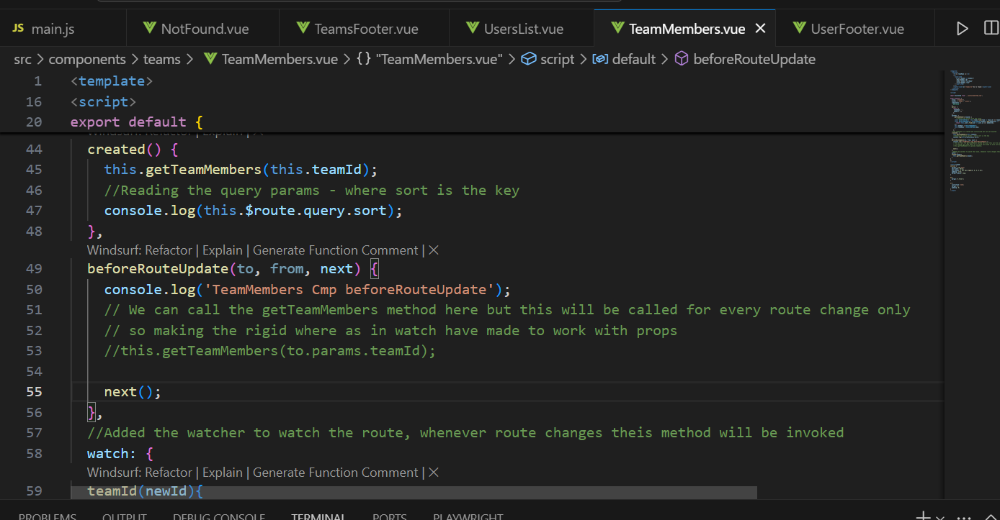 JS main.js NotFound.vue TeamsFooter.vue UsersList.vue TeamMembers.vue × UserFooter.vue
src > components > teams > TeamMembers.vue > {} "TeamMembers.vue" > script > default > beforeRouteUpdate
1 <template>
16 <script>
20 export default {
Windsurf: Refactor | Explain | ×
44 created() {
45 this.getTeamMembers(this.teamId);
46 //Reading the query params - where sort is the key
47 console.log(this.$route.query.sort);
48 },
Windsurf: Refactor | Explain | Generate Function Comment | ×
49 beforeRouteUpdate(to, from, next) {
50 console.log('TeamMembers Cmp beforeRouteUpdate');
51 // We can call the getTeamMembers method here but this will be called for every route change only
52 // so making the rigid where as in watch have made to work with props
53 //this.getTeamMembers(to.params.teamId);
54
55 next();
56 },
57 //Added the watcher to watch the route, whenever route changes theis method will be invoked
58 watch: {
Windsurf: Refactor | Explain | Generate Function Comment | ×
59 teamId(newId){
PROBLEMS OUTPUT DEBUG CONSOLE TERMINAL PORTS PLAYWRIGHT